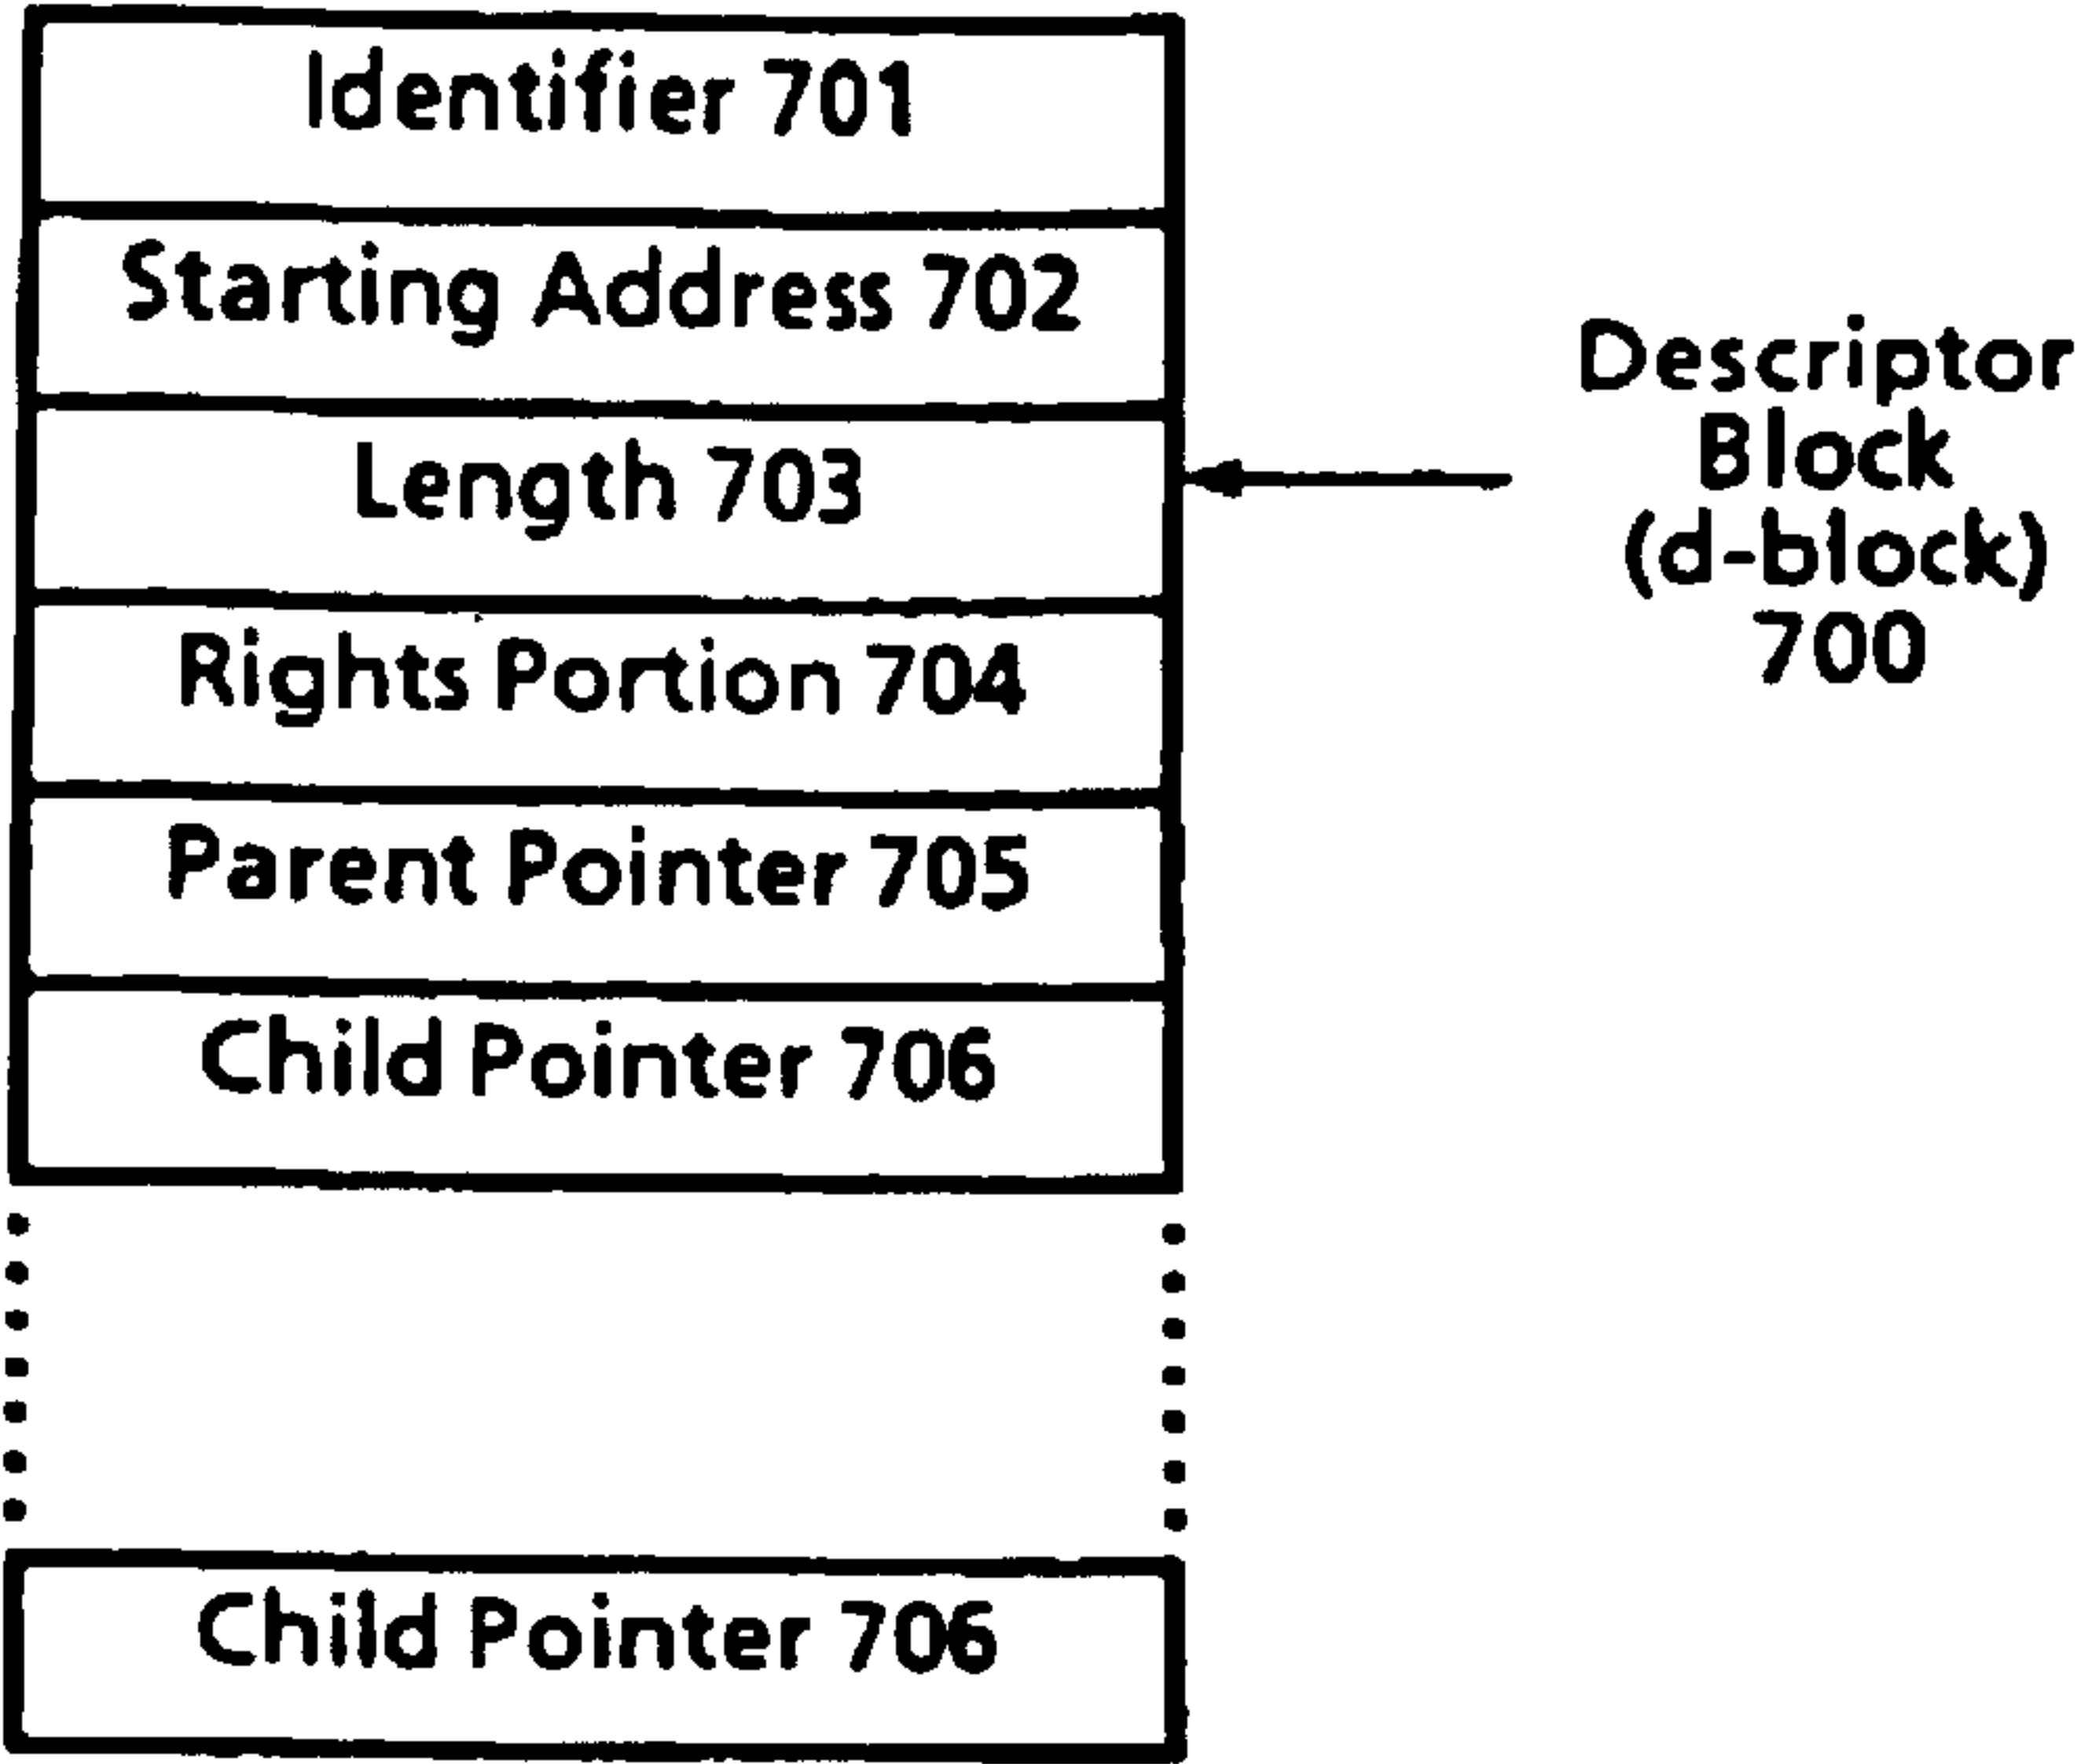 Identifier 701
Starting Address 702
Length 703
Rights Portion 704
Parent Pointer 705
Child Pointer 706
Child Pointer 706
Descriptor
Block
(d-block)
700